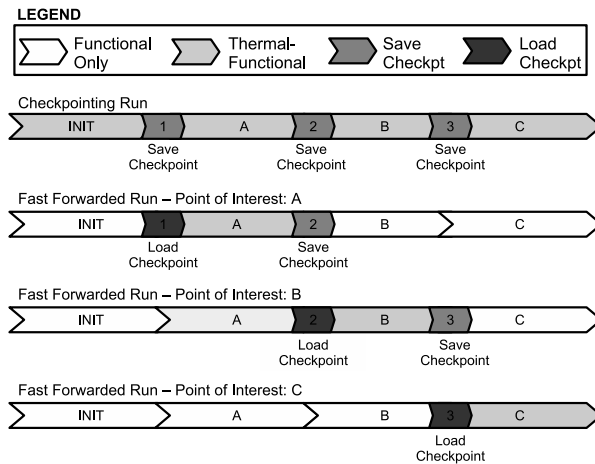 LEGEND
Functional Only
Thermal-Functional
Save Checkpt
Load Checkpt
Checkpointing Run
INIT 1 A 2 B 3 C
Save Checkpoint
Save Checkpoint
Save Checkpoint
Fast Forwarded Run – Point of Interest: A
INIT 1 A 2 B C
Load Checkpoint
Save Checkpoint
Fast Forwarded Run – Point of Interest: B
INIT A 2 B 3 C
Load Checkpoint
Save Checkpoint
Fast Forwarded Run – Point of Interest: C
INIT A B 3 C
Load Checkpoint